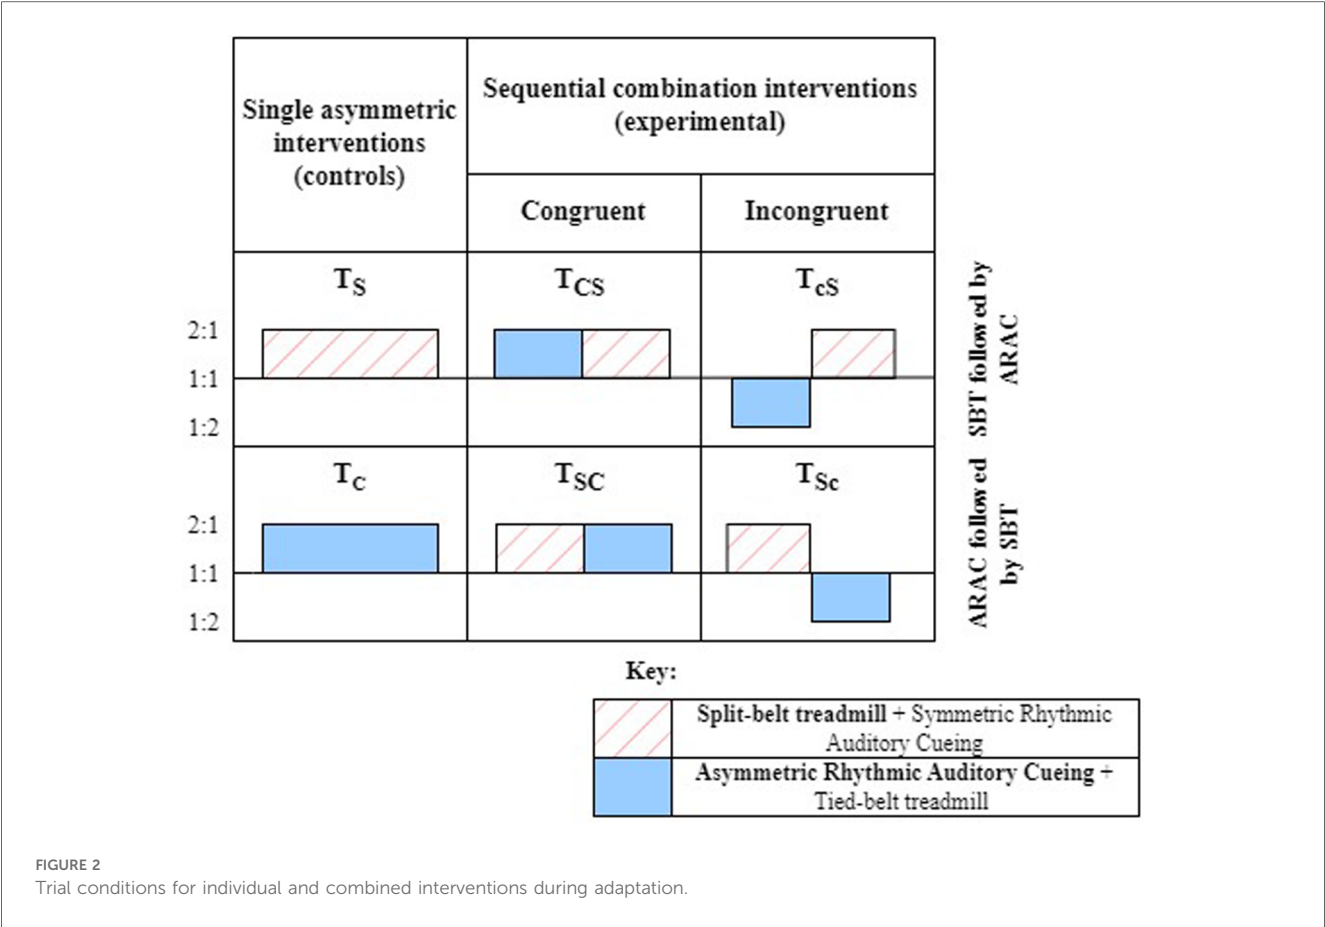 Single asymmetric
interventions
(controls)
Sequential combination interventions
(experimental)
Congruent
Incongruent
TS
TCS
TcS
2:1
1:1
1:2
SBT followed by
ARAC
TC
TSC
TSc
2:1
1:1
1:2
ARAC followed
by SBT
Key:
Split-belt treadmill + Symmetric Rhythmic
Auditory Cueing
Asymmetric Rhythmic Auditory Cueing +
Tied-belt treadmill
FIGURE 2
Trial conditions for individual and combined interventions during adaptation.